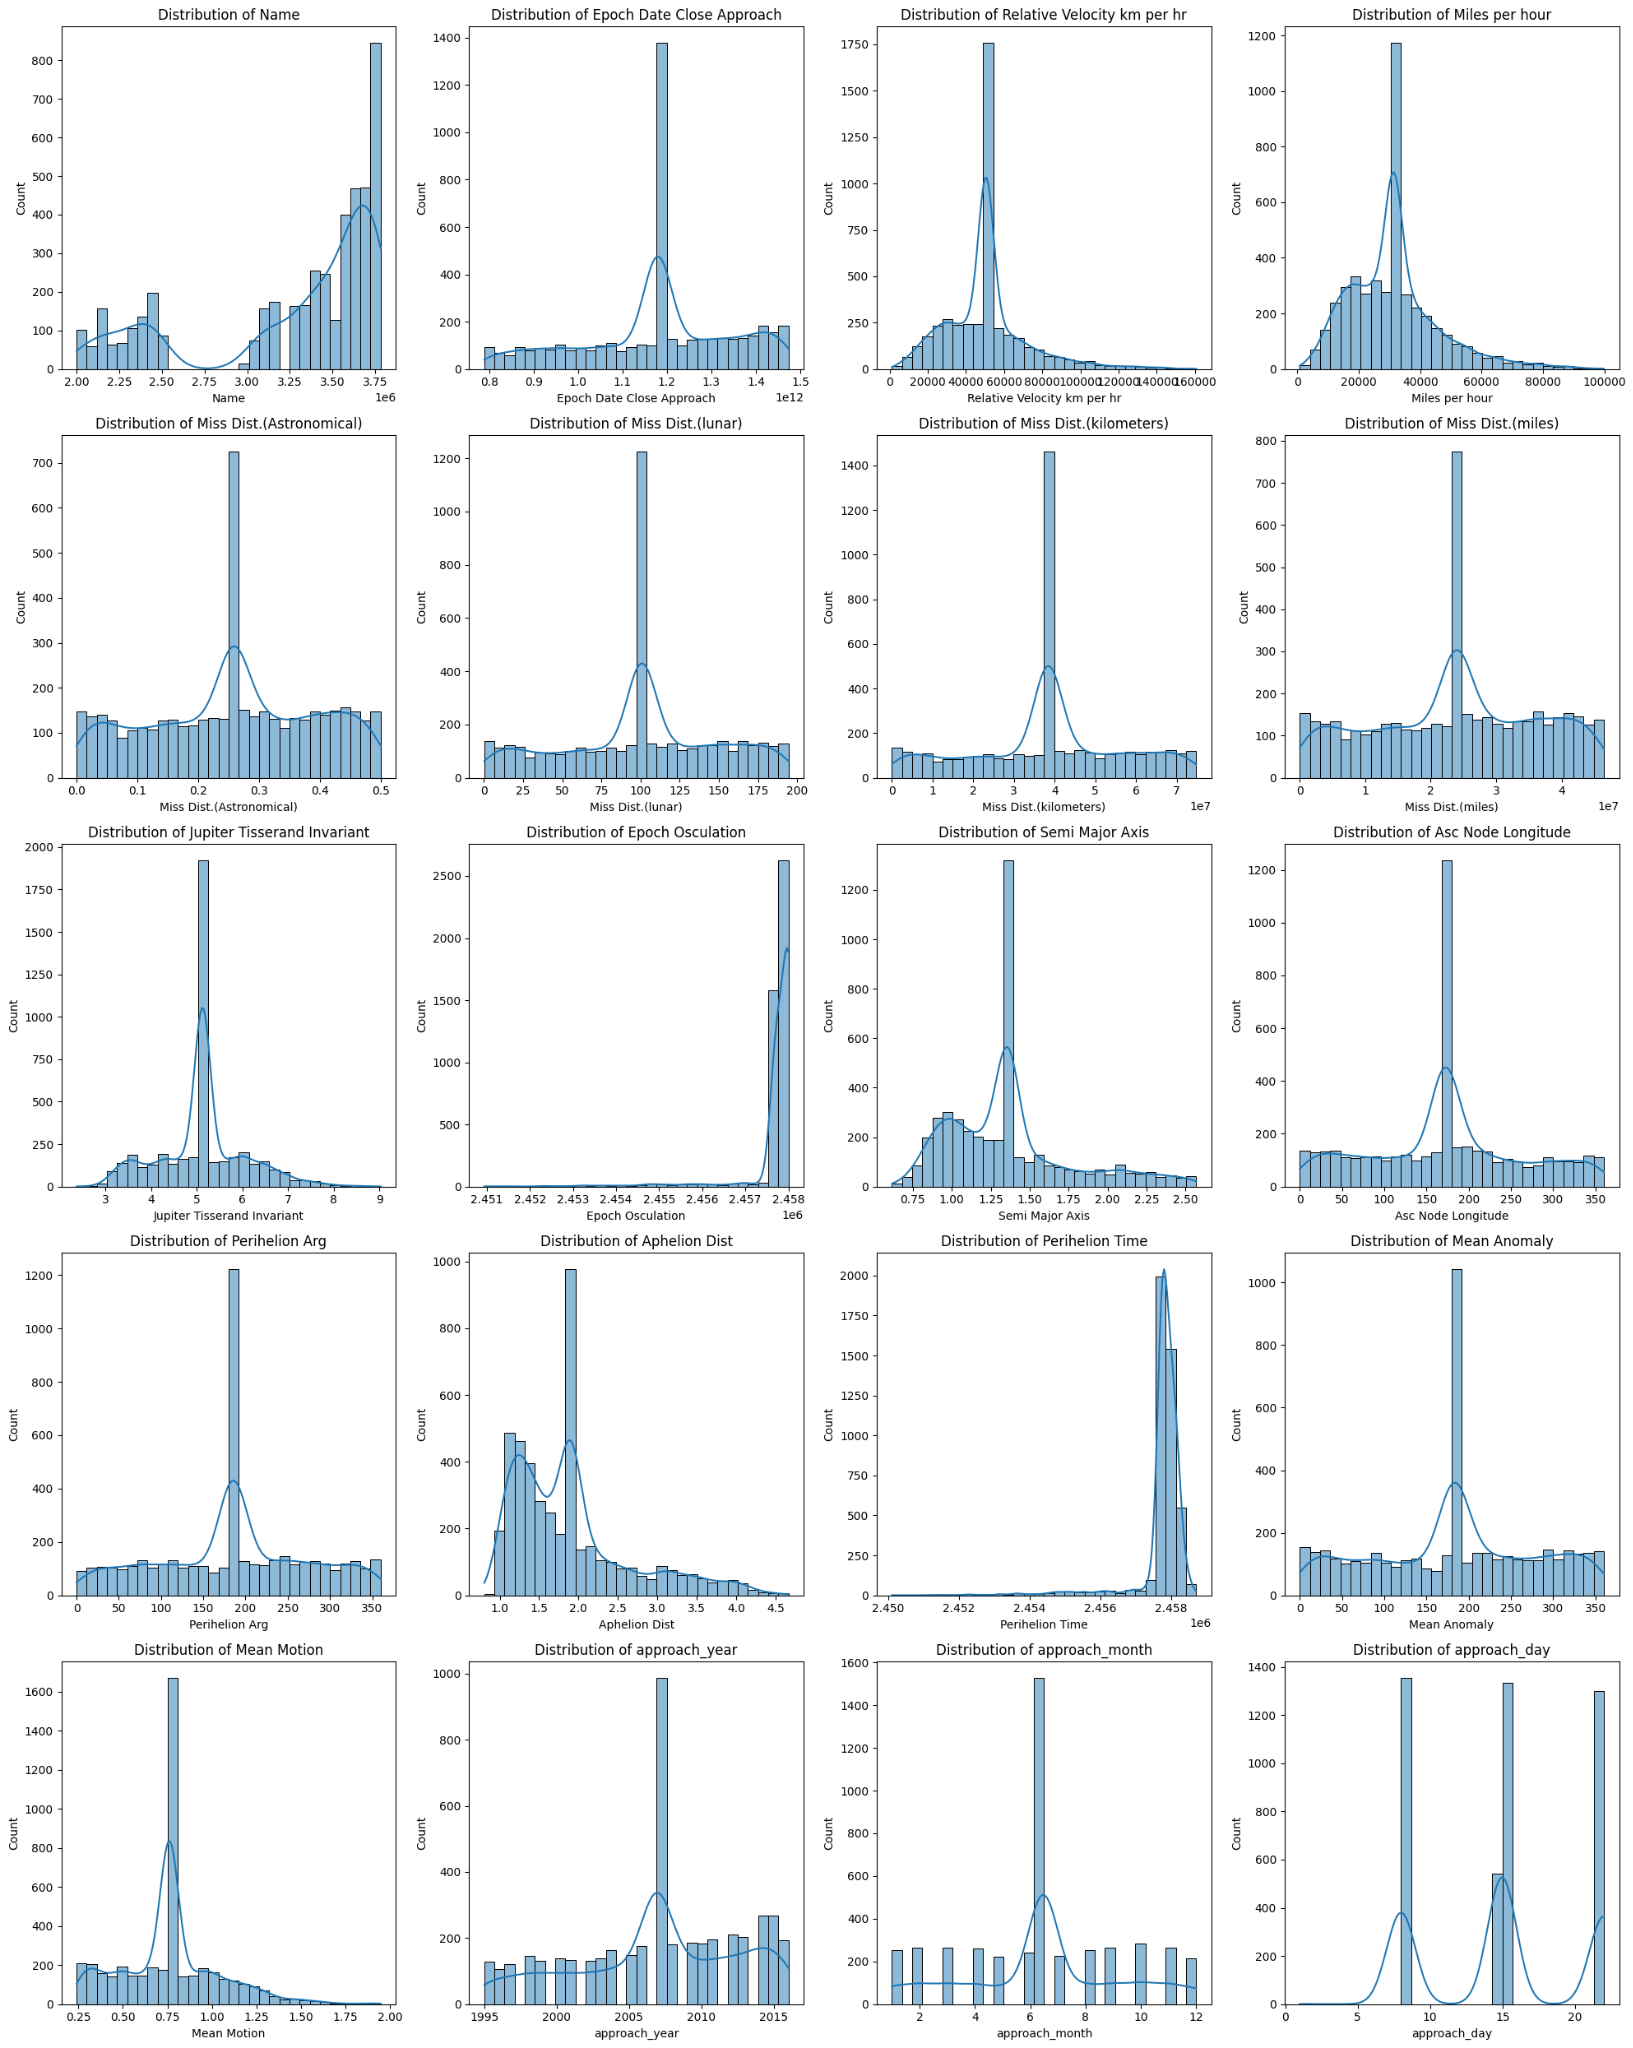 Distribution of Name
800
700
600
500
400
300
200
100
0
Count
2.00 2.25 2.50 2.75 3.00 3.25 3.50 3.75
1e6
Name
Distribution of Epoch Date Close Approach
1400
1200
1000
800
600
400
200
0
Count
0.8 0.9 1.0 1.1 1.2 1.3 1.4 1.5
1e12
Epoch Date Close Approach
Distribution of Relative Velocity km per hr
1750
1500
1250
1000
750
500
250
0
Count
0 20000 40000 60000 80000 100000 120000 140000 160000
Relative Velocity km per hr
Distribution of Miles per hour
1200
1000
800
600
400
200
0
Count
0 20000 40000 60000 80000 100000
Miles per hour
Distribution of Miss Dist.(Astronomical)
700
600
500
400
300
200
100
0
Count
0.0 0.1 0.2 0.3 0.4 0.5
Miss Dist.(Astronomical)
Distribution of Miss Dist.(lunar)
1200
1000
800
600
400
200
0
Count
0 25 50 75 100 125 150 175 200
Miss Dist.(lunar)
Distribution of Miss Dist.(kilometers)
1400
1200
1000
800
600
400
200
0
Count
0 1 2 3 4 5 6 7
1e7
Miss Dist.(kilometers)
Distribution of Miss Dist.(miles)
800
700
600
500
400
300
200
100
0
Count
0 1 2 3 4
1e7
Miss Dist.(miles)
Distribution of Jupiter Tisserand Invariant
2000
1750
1500
1250
1000
750
500
250
0
Count
3 4 5 6 7 8 9
Jupiter Tisserand Invariant
Distribution of Epoch Osculation
2500
2000
1500
1000
500
0
Count
2.451 2.452 2.453 2.454 2.455 2.456 2.457 2.458
1e6
Epoch Osculation
Distribution of Semi Major Axis
1200
1000
800
600
400
200
0
Count
0.75 1.00 1.25 1.50 1.75 2.00 2.25 2.50
Semi Major Axis
Distribution of Asc Node Longitude
1200
1000
800
600
400
200
0
Count
0 50 100 150 200 250 300 350
Asc Node Longitude
Distribution of Perihelion Arg
1200
1000
800
600
400
200
0
Count
0 50 100 150 200 250 300 350
Perihelion Arg
Distribution of Aphelion Dist
1000
800
600
400
200
0
Count
1.0 1.5 2.0 2.5 3.0 3.5 4.0 4.5
Aphelion Dist
Distribution of Perihelion Time
2000
1750
1500
1250
1000
750
500
250
0
Count
2.450 2.452 2.454 2.456 2.458
1e6
Perihelion Time
Distribution of Mean Anomaly
1000
800
600
400
200
0
Count
0 50 100 150 200 250 300 350
Mean Anomaly
Distribution of Mean Motion
1600
1400
1200
1000
800
600
400
200
0
Count
0.25 0.50 0.75 1.00 1.25 1.50 1.75 2.00
Mean Motion
Distribution of approach_year
1000
800
600
400
200
0
Count
1995 2000 2005 2010 2015
approach_year
Distribution of approach_month
1600
1400
1200
1000
800
600
400
200
0
Count
2 4 6 8 10 12
approach_month
Distribution of approach_day
1400
1200
1000
800
600
400
200
0
Count
0 5 10 15 20
approach_day